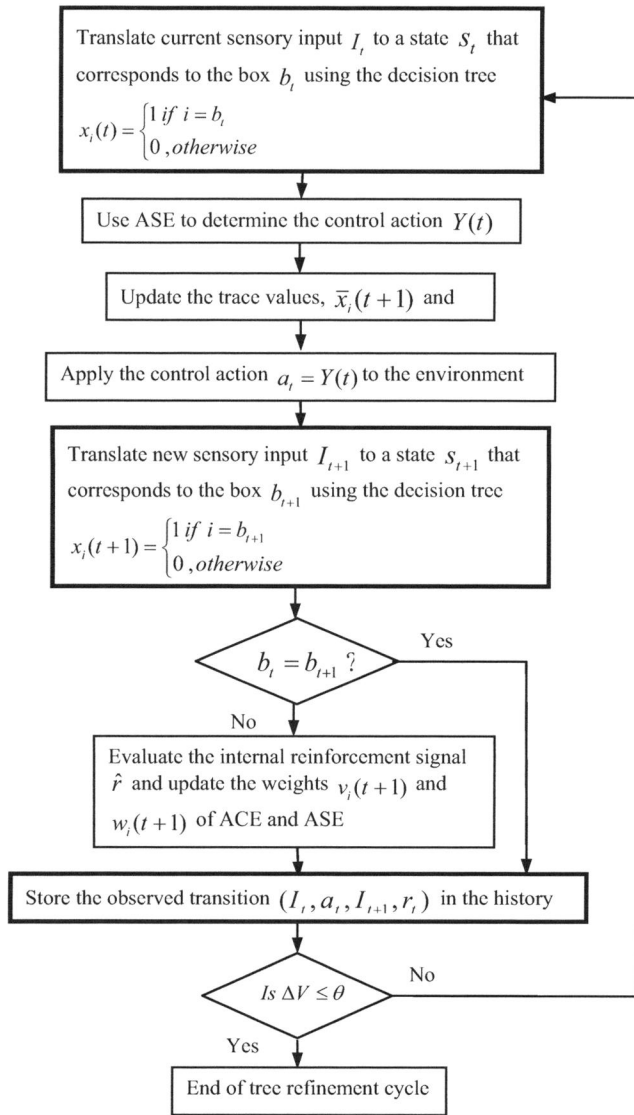 Translate current sensory input I_t to a state s_t that
corresponds to the box b_t using the decision tree
x_i(t) = {1 if i = b_t
0 , otherwise
Use ASE to determine the control action Y(t)
Update the trace values, x̄_i(t+1) and
Apply the control action a_t = Y(t) to the environment
Translate new sensory input I_{t+1} to a state s_{t+1} that
corresponds to the box b_{t+1} using the decision tree
x_i(t+1) = {1 if i = b_{t+1}
0 , otherwise
b_t = b_{t+1} ?
Yes
No
Evaluate the internal reinforcement signal
r̂ and update the weights v_i(t+1) and
w_i(t+1) of ACE and ASE
Store the observed transition (I_t, a_t, I_{t+1}, r_t) in the history
Is ΔV ≤ θ
No
Yes
End of tree refinement cycle